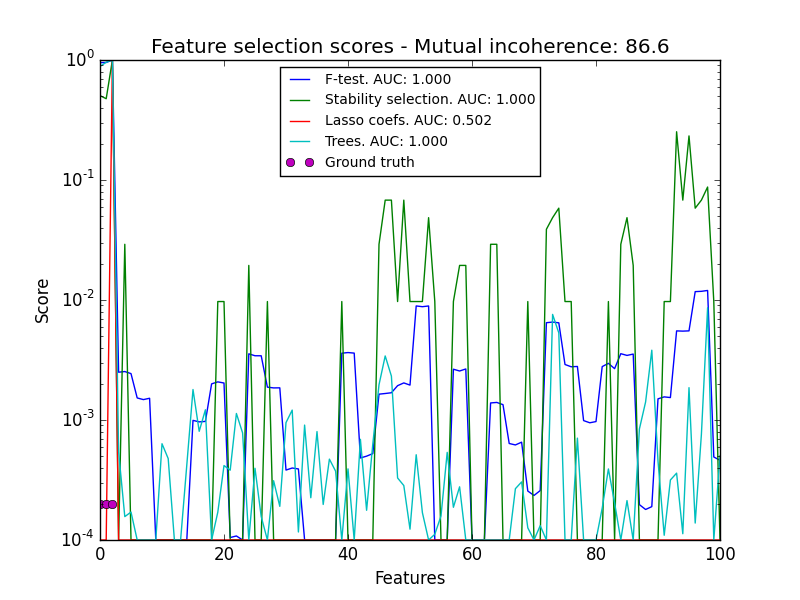 Feature selection scores - Mutual incoherence: 86.6
10^0
F-test. AUC: 1.000
Stability selection. AUC: 1.000
Lasso coefs. AUC: 0.502
Trees. AUC: 1.000
Ground truth
10^-1
10^-2
10^-3
10^-4
Score
0 20 40 60 80 100
Features